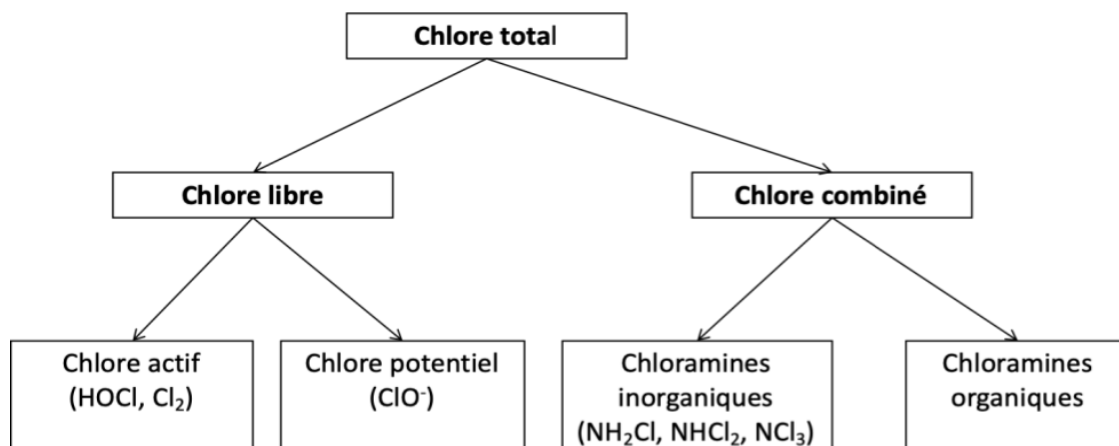 Chlore total
Chlore libre
Chlore combiné
Chlore actif
(HOCl, Cl₂)
Chlore potentiel
(ClO⁻)
Chloramines
inorganiques
(NH₂Cl, NHCl₂, NCl₃)
Chloramines
organiques